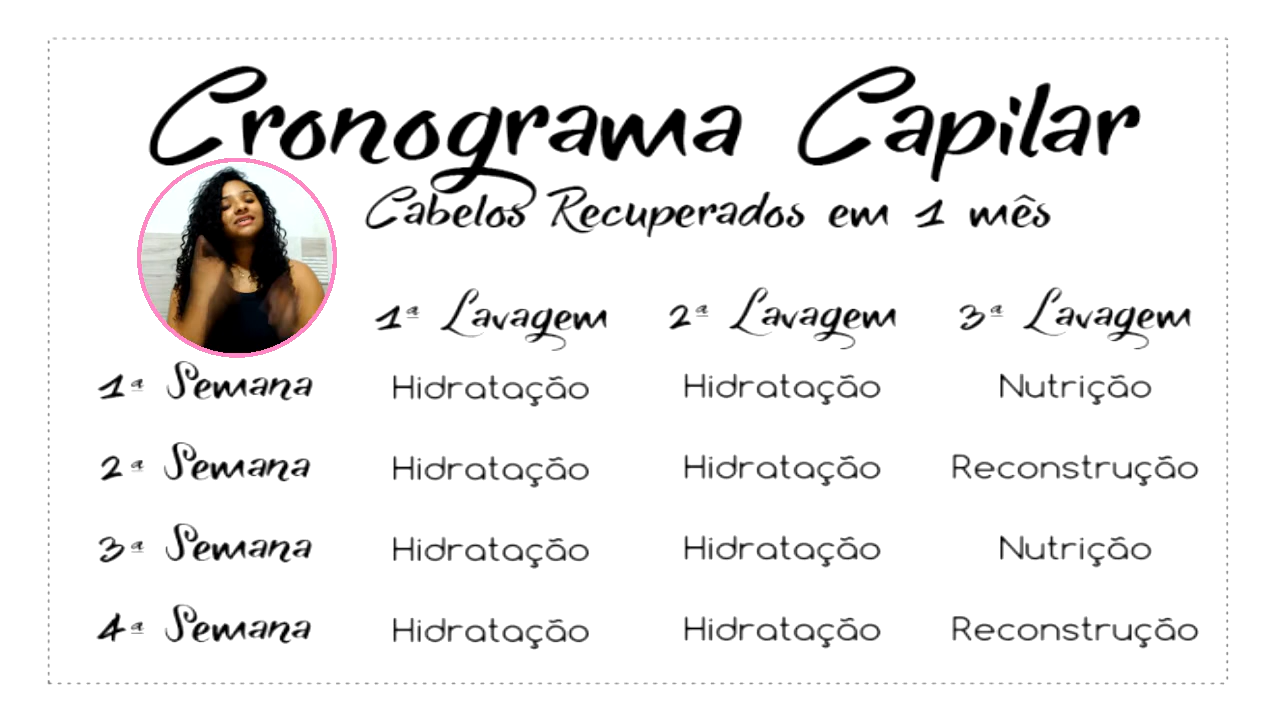 Cronograma Capilar
Cabelos Recuperados em 1 mês
1ª Lavagem 2ª Lavagem 3ª Lavagem
1ª Semana Hidratação Hidratação Nutrição
2ª Semana Hidratação Hidratação Reconstrução
3ª Semana Hidratação Hidratação Nutrição
4ª Semana Hidratação Hidratação Reconstrução